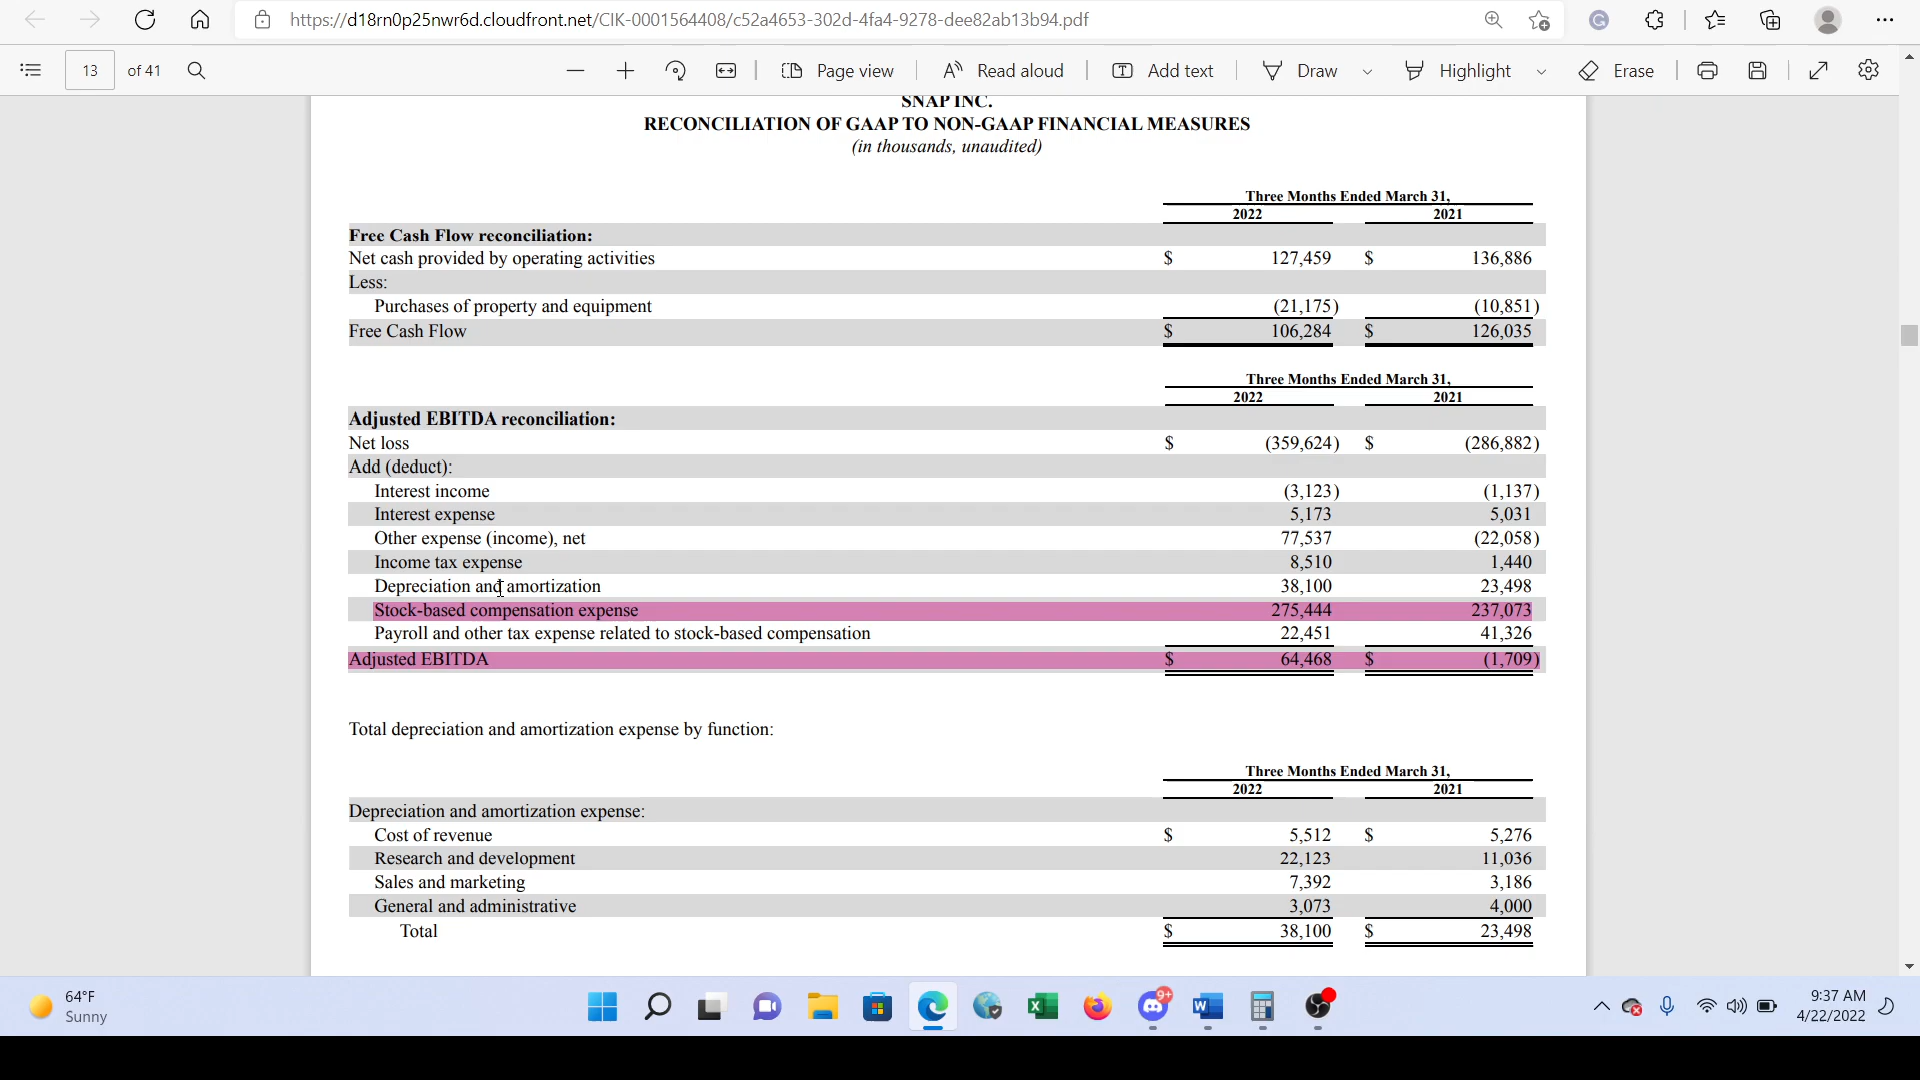 https://d18rn0p25nwr6d.cloudfront.net/CIK-0001564408/c52a4653-302d-4fa4-9278-dee82ab13b94.pdf
13 of 41 Page view Read aloud Add text Draw Highlight Erase
SNAP INC.
RECONCILIATION OF GAAP TO NON-GAAP FINANCIAL MEASURES
(in thousands, unaudited)
Three Months Ended March 31,
2022 2021
Free Cash Flow reconciliation:
Net cash provided by operating activities $ 127,459 $ 136,886
Less:
Purchases of property and equipment (21,175) (10,851)
Free Cash Flow $ 106,284 $ 126,035
Three Months Ended March 31,
2022 2021
Adjusted EBITDA reconciliation:
Net loss $ (359,624) $ (286,882)
Add (deduct):
Interest income (3,123) (1,137)
Interest expense 5,173 5,031
Other expense (income), net 77,537 (22,058)
Income tax expense 8,510 1,440
Depreciation and amortization 38,100 23,498
Stock-based compensation expense 275,444 237,073
Payroll and other tax expense related to stock-based compensation 22,451 41,326
Adjusted EBITDA $ 64,468 $ (1,709)
Total depreciation and amortization expense by function:
Three Months Ended March 31,
2022 2021
Depreciation and amortization expense:
Cost of revenue $ 5,512 $ 5,276
Research and development 22,123 11,036
Sales and marketing 7,392 3,186
General and administrative 3,073 4,000
Total $ 38,100 $ 23,498
64°F
Sunny
9+
9:37 AM
4/22/2022